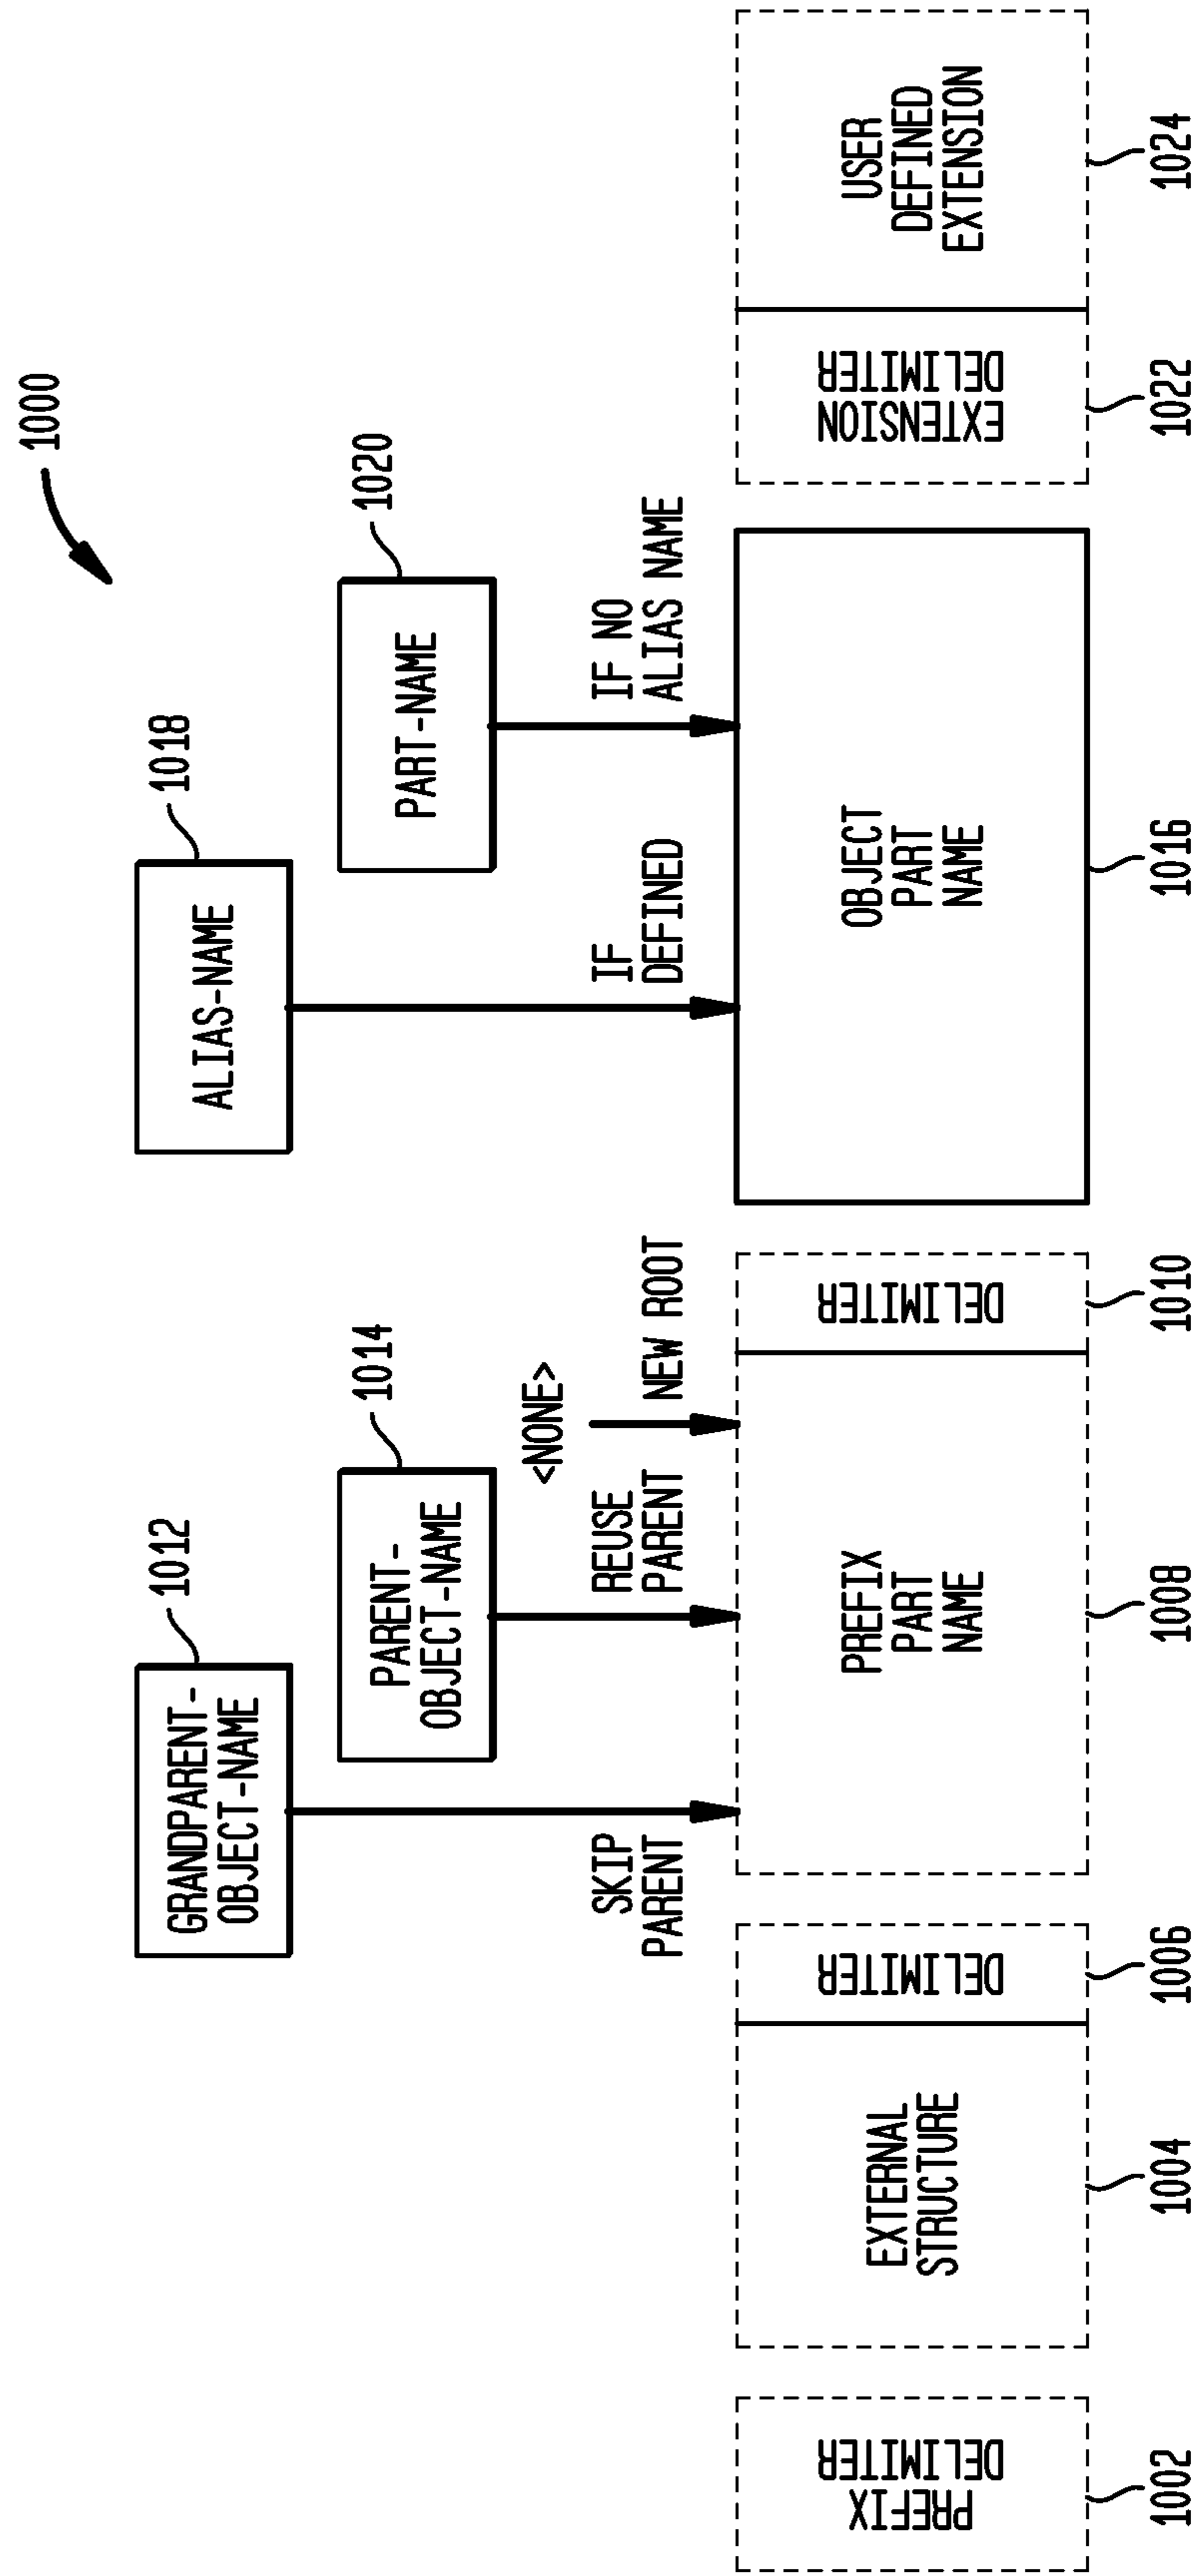 1000
1012
GRANDPARENT-
OBJECT-NAME
1018
ALIAS-NAME
1014
PARENT-
OBJECT-NAME
1020
PART-NAME
SKIP
PARENT
REUSE
PARENT
<NONE>
NEW ROOT
IF
DEFINED
IF NO
ALIAS NAME
PREFIX
DELIMITER
EXTERNAL
STRUCTURE
DELIMITER
PREFIX
PART
NAME
DELIMITER
OBJECT
PART
NAME
EXTENSION
DELIMITER
USER
DEFINED
EXTENSION
1002
1004
1006
1008
1010
1016
1022
1024